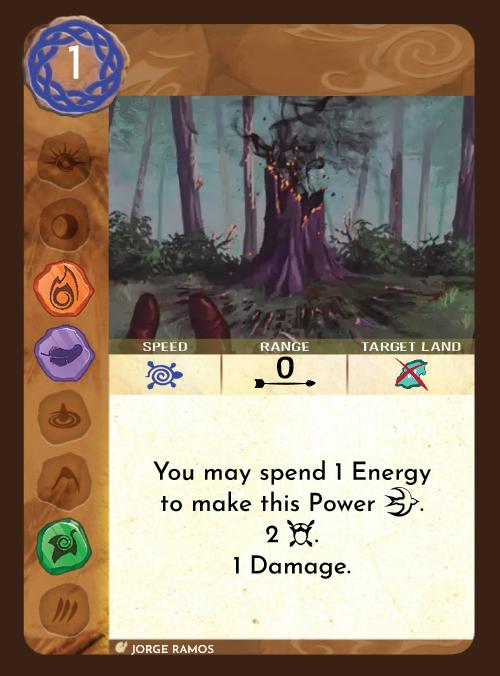 1
SPEED
RANGE
TARGET LAND
0
You may spend 1 Energy
to make this Power .
2 .
1 Damage.
JORGE RAMOS